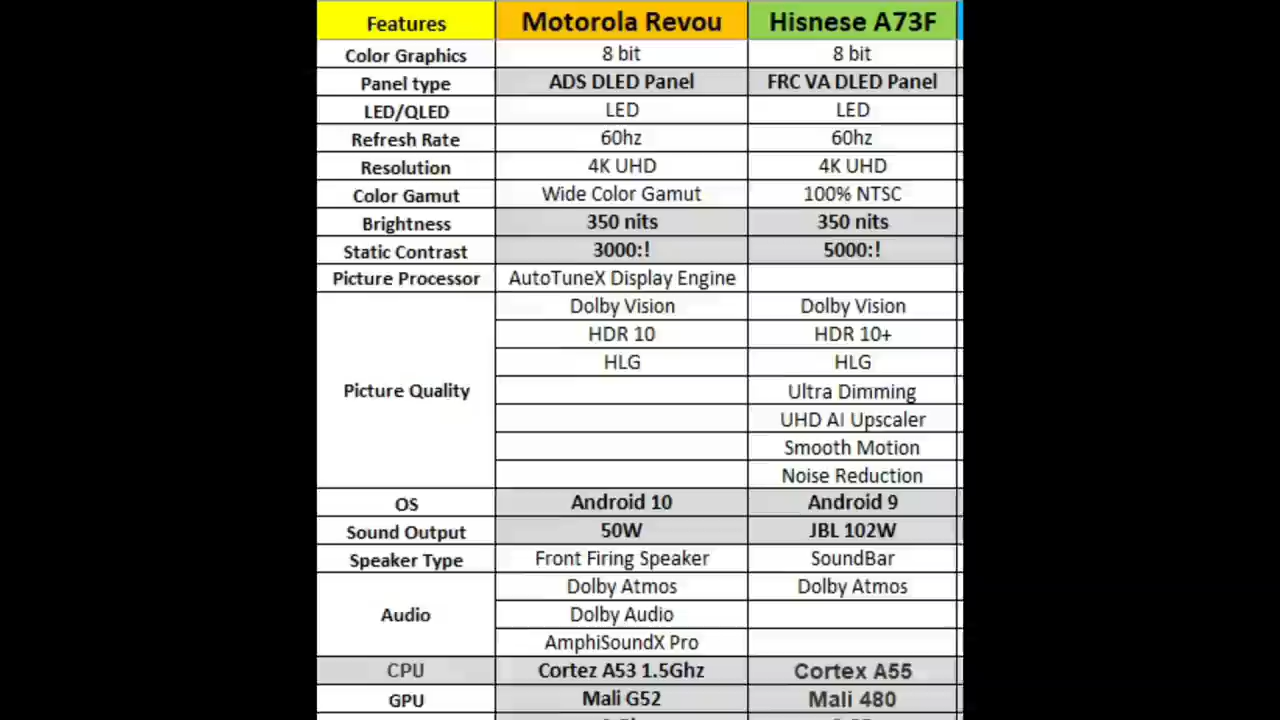 Features Motorola Revou Hisnese A73F
Color Graphics 8 bit 8 bit
Panel type ADS DLED Panel FRC VA DLED Panel
LED/QLED LED LED
Refresh Rate 60hz 60hz
Resolution 4K UHD 4K UHD
Color Gamut Wide Color Gamut 100% NTSC
Brightness 350 nits 350 nits
Static Contrast 3000:! 5000:!
Picture Processor AutoTuneX Display Engine
Dolby Vision Dolby Vision
HDR 10 HDR 10+
HLG HLG
Picture Quality Ultra Dimming
UHD AI Upscaler
Smooth Motion
Noise Reduction
OS Android 10 Android 9
Sound Output 50W JBL 102W
Speaker Type Front Firing Speaker SoundBar
Dolby Atmos Dolby Atmos
Audio Dolby Audio
AmphiSoundX Pro
CPU Cortez A53 1.5Ghz Cortex A55
GPU Mali G52 Mali 480